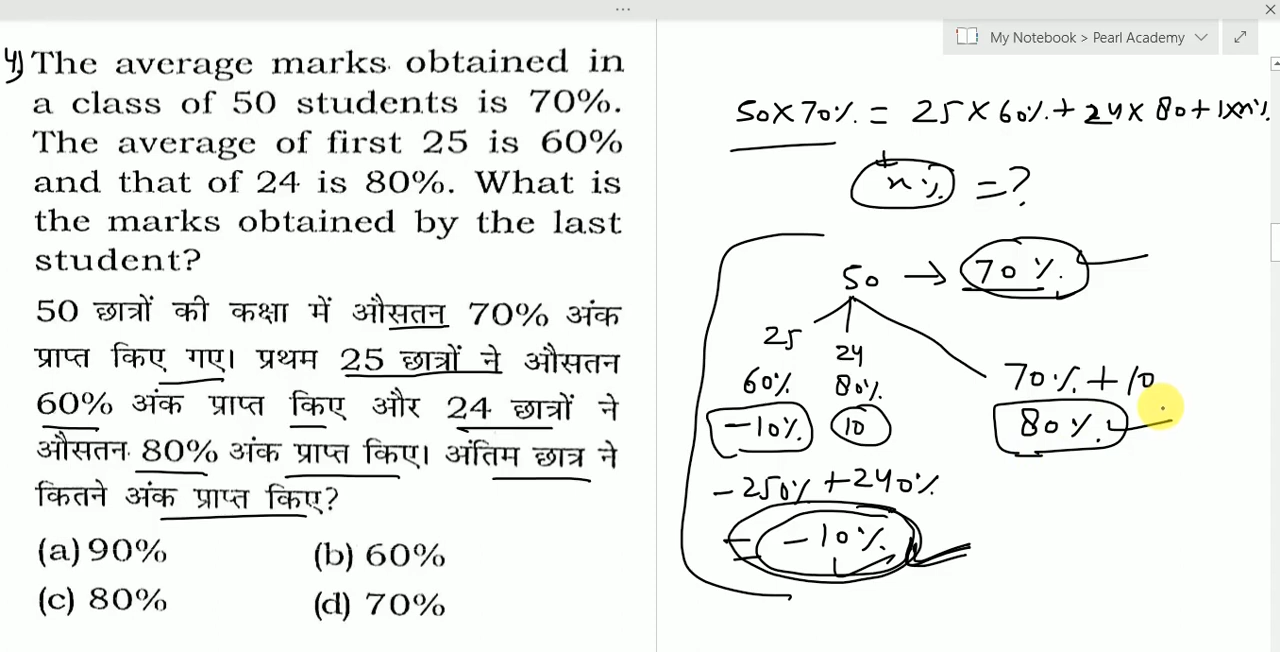 My Notebook > Pearl Academy
4) The average marks obtained in
a class of 50 students is 70%.
The average of first 25 is 60%
and that of 24 is 80%. What is
the marks obtained by the last
student?
50 छात्रों की कक्षा में औसतन 70% अंक
प्राप्त किए गए। प्रथम 25 छात्रों ने औसतन
60% अंक प्राप्त किए और 24 छात्रों ने
औसतन 80% अंक प्राप्त किए। अंतिम छात्र ने
कितने अंक प्राप्त किए?
(a) 90% (b) 60%
(c) 80% (d) 70%
50 × 70% = 25 × 60% + 24 × 80 + 1×x%
x% = ?
50 → 70%
25 24
60% 80% 70% + 10
-10% 10 80%
-250% + 240%
= -10%